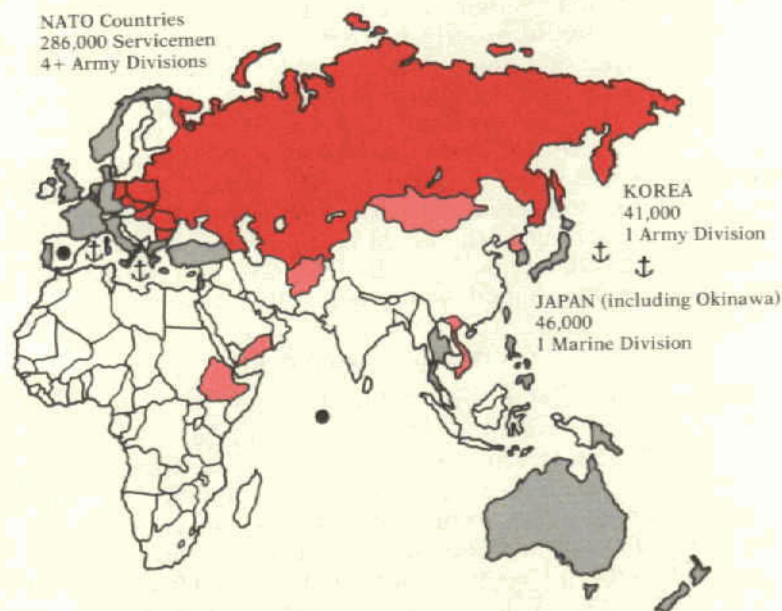 NATO Countries
286,000 Servicemen
4+ Army Divisions
KOREA
41,000
1 Army Division
JAPAN (including Okinawa)
46,000
1 Marine Division